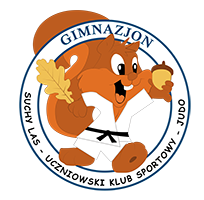 GIMNAZJON
SUCHY LAS - UCZNIOWSKI KLUB SPORTOWY - JUDO